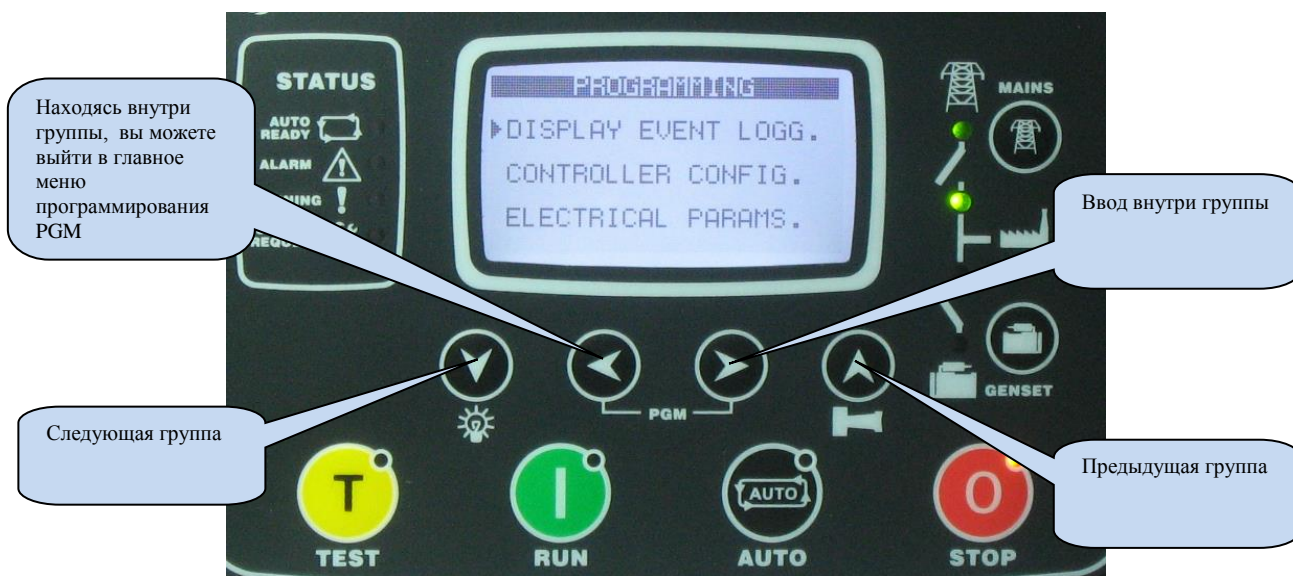 Находясь внутри
группы, вы можете
выйти в главное
меню
программирования
PGM
Следующая группа
Ввод внутри группы
Предыдущая группа
STATUS
AUTO
READY
ALARM
PROGRAMMING
DISPLAY EVENT LOGG.
CONTROLLER CONFIG.
ELECTRICAL PARAMS.
MAINS
GENSET
PGM
T
I
AUTO
O
TEST
RUN
AUTO
STOP